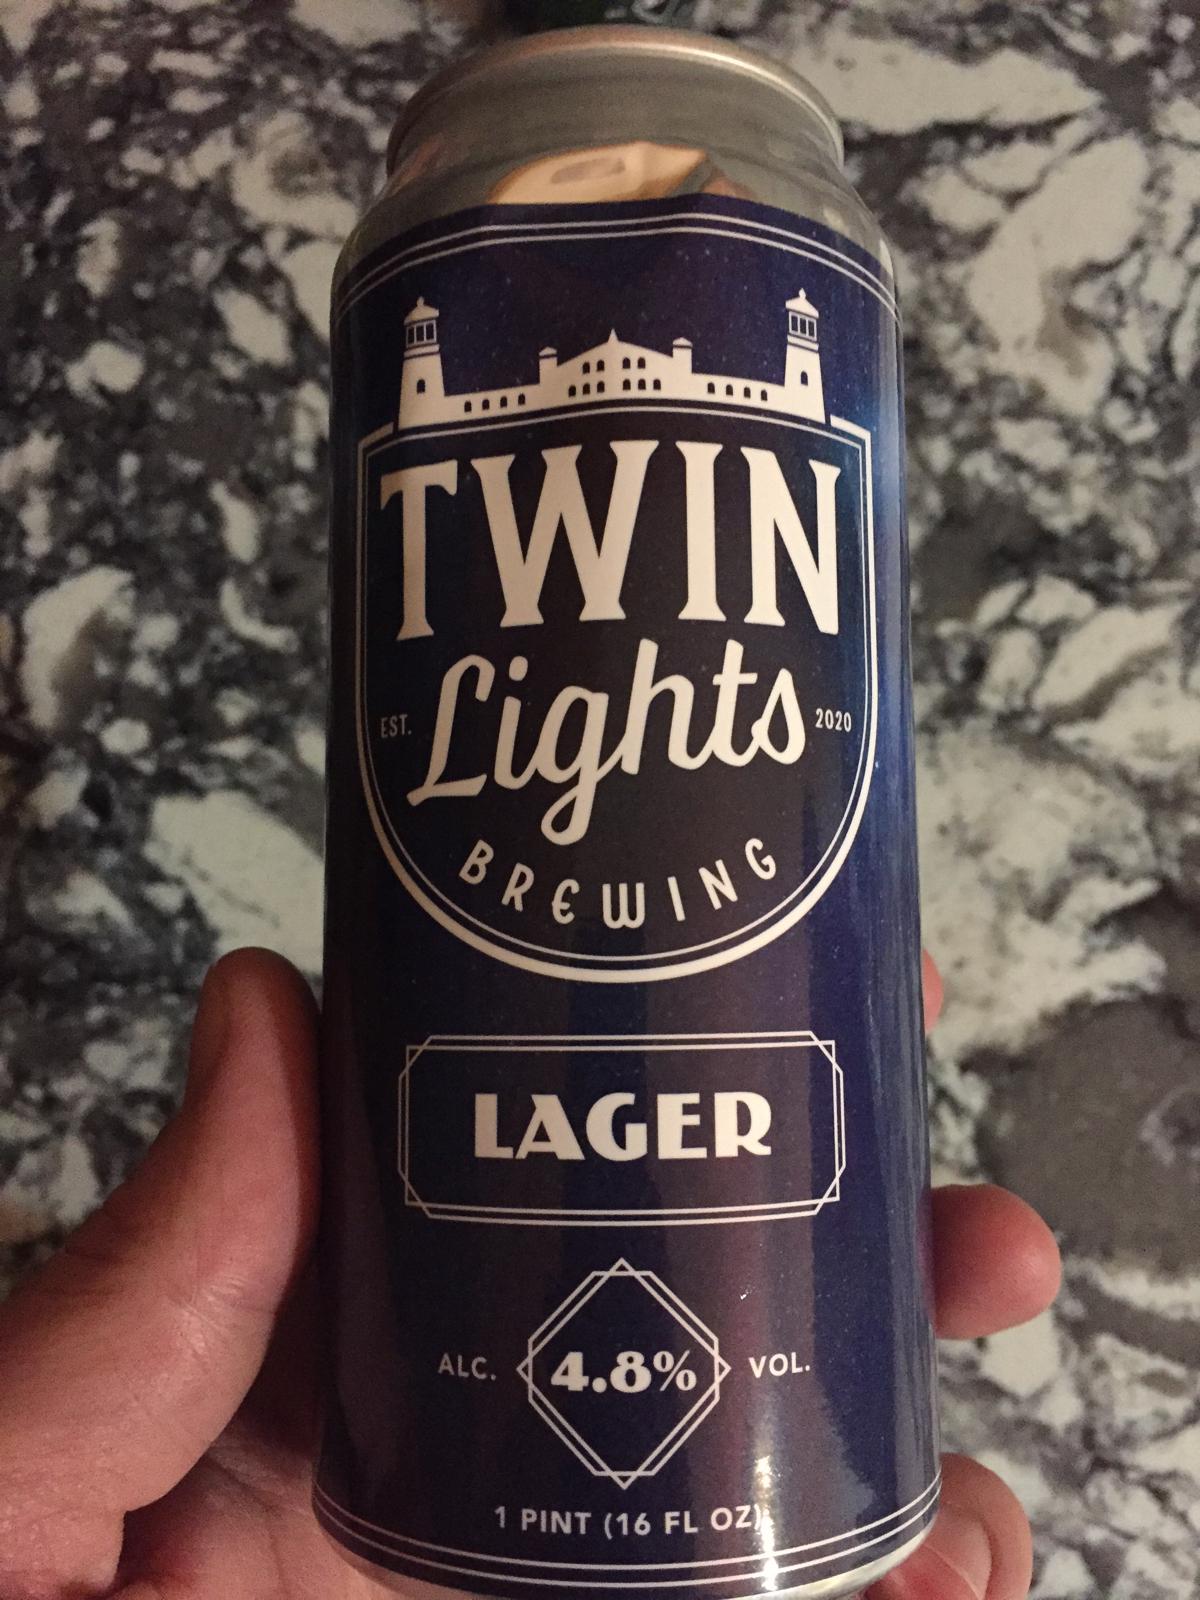 TWIN
Lights
EST. 2020
BREWING
LAGER
ALC. 4.8% VOL.
1 PINT (16 FL OZ)